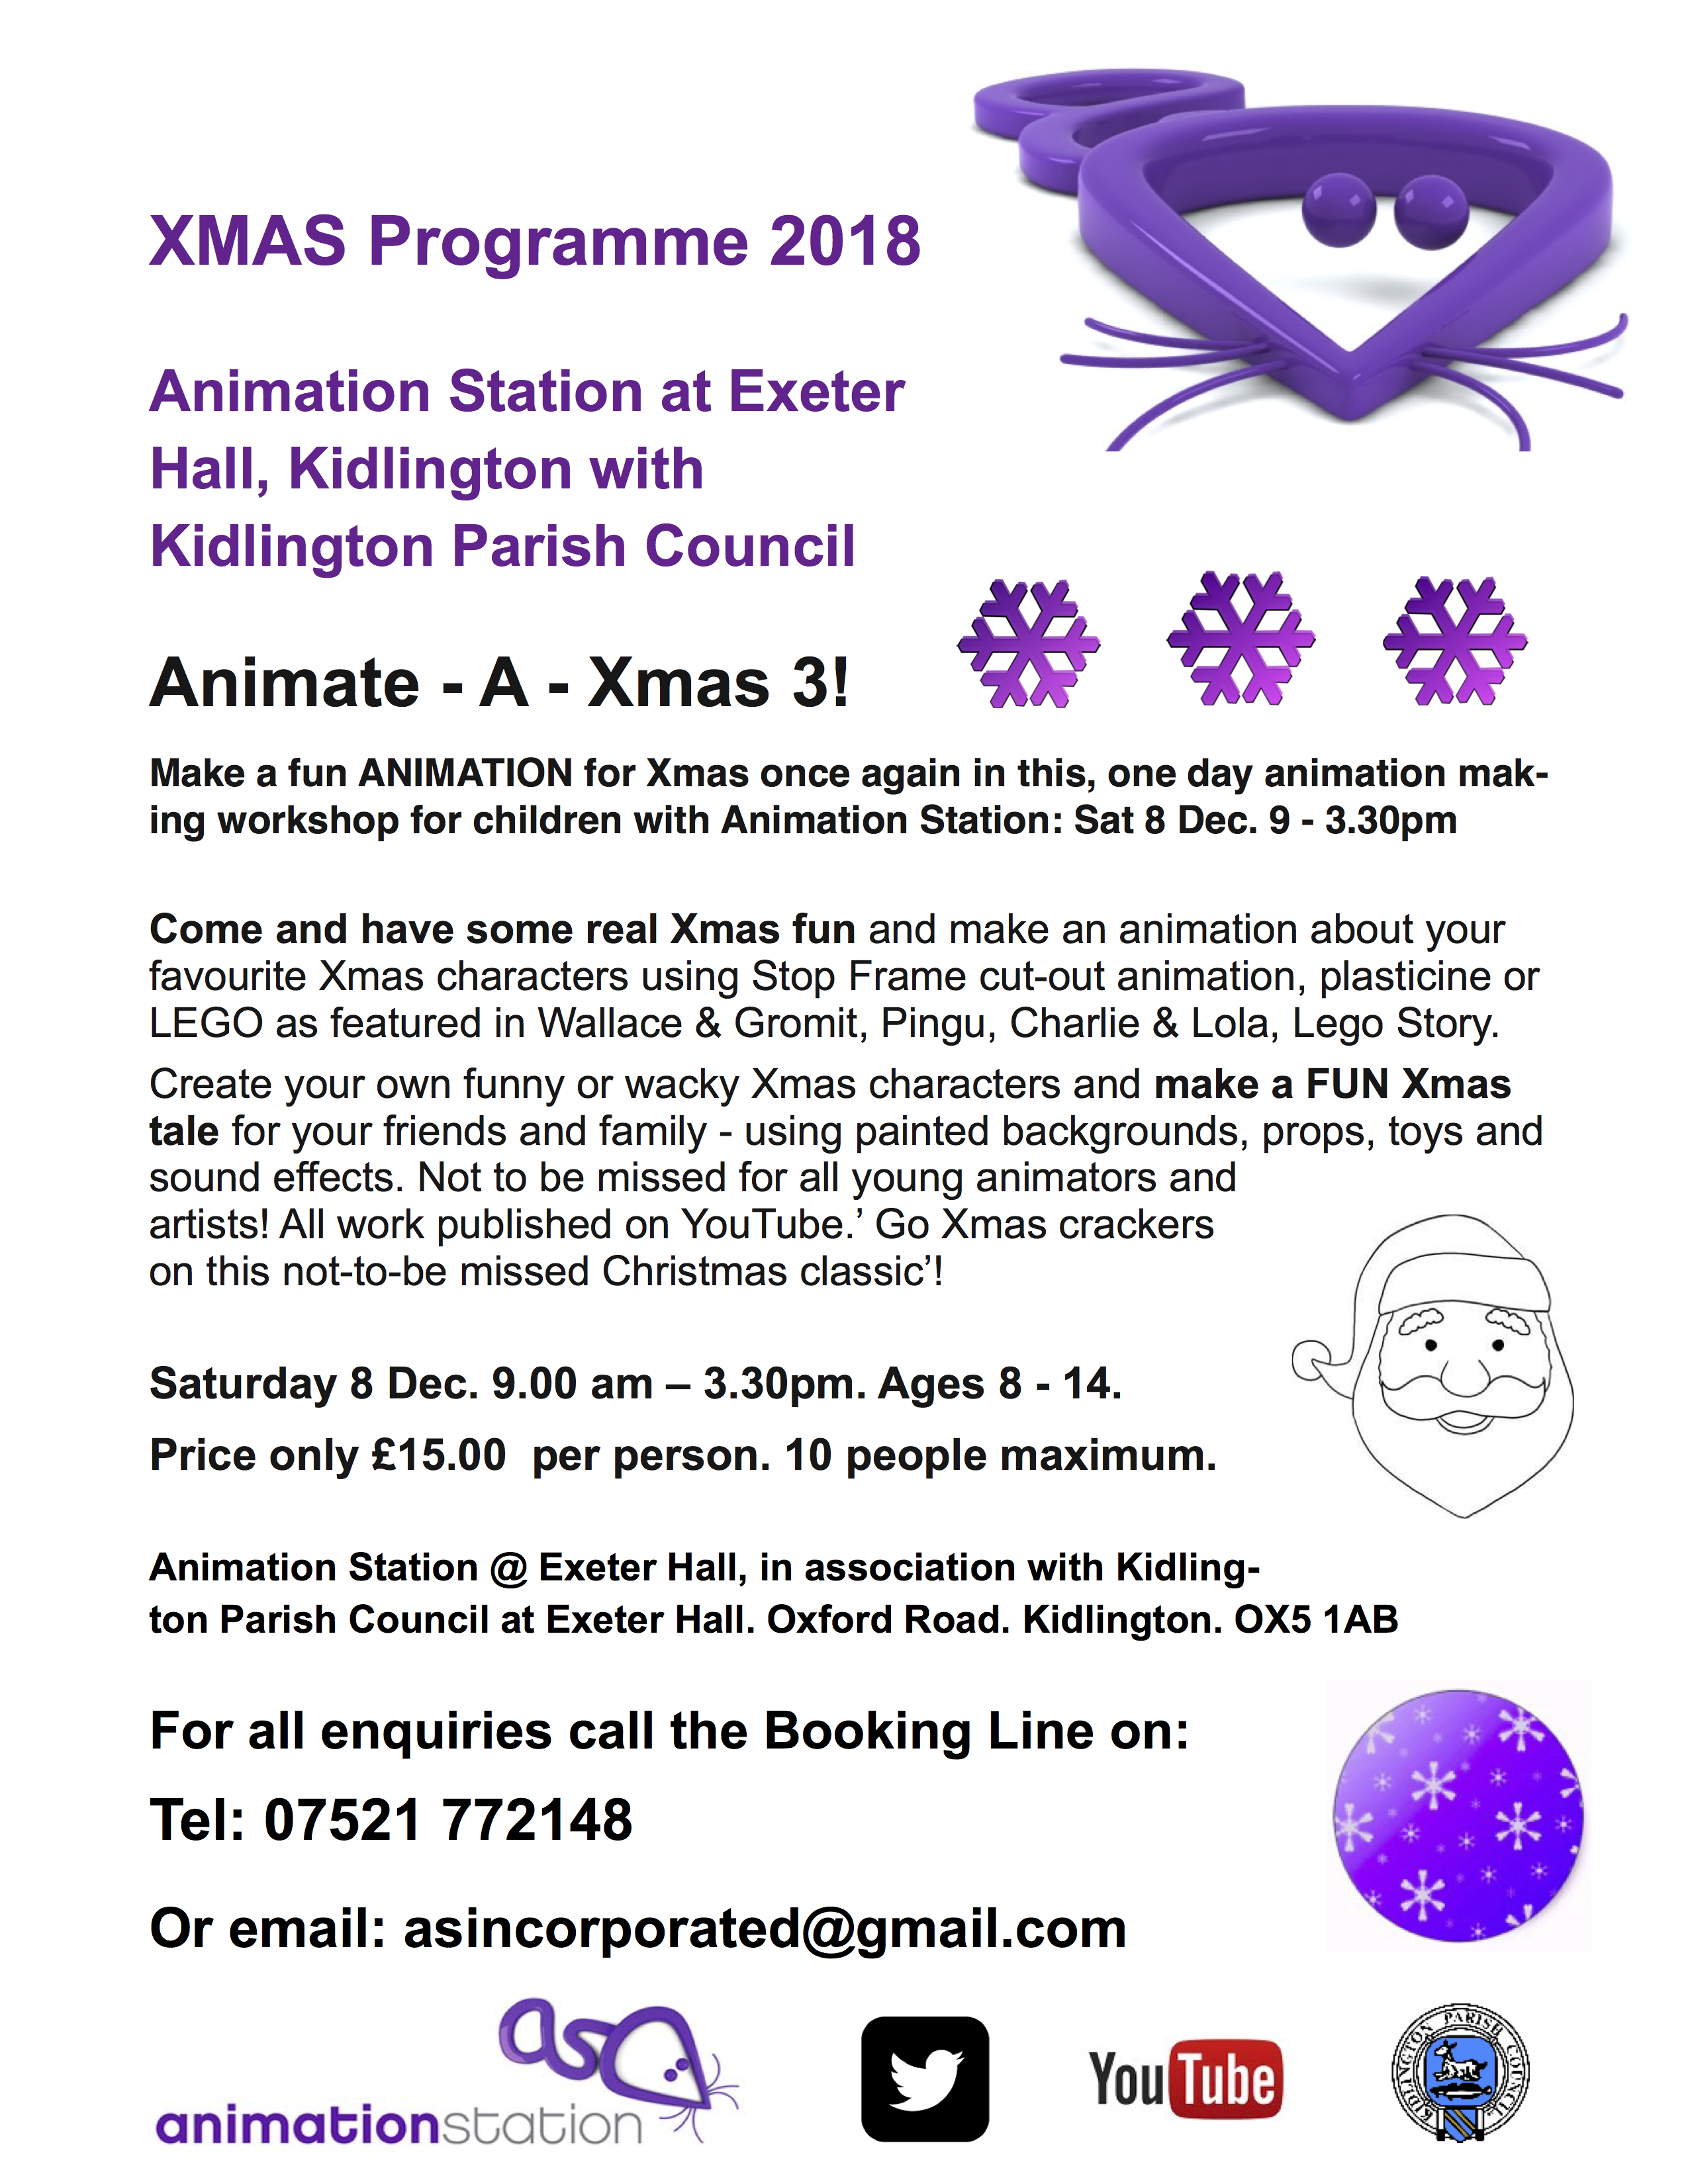 XMAS Programme 2018
Animation Station at Exeter
Hall, Kidlington with
Kidlington Parish Council
Animate - A - Xmas 3!
Make a fun ANIMATION for Xmas once again in this, one day animation mak-
ing workshop for children with Animation Station: Sat 8 Dec. 9 - 3.30pm
Come and have some real Xmas fun and make an animation about your
favourite Xmas characters using Stop Frame cut-out animation, plasticine or
LEGO as featured in Wallace & Gromit, Pingu, Charlie & Lola, Lego Story.
Create your own funny or wacky Xmas characters and make a FUN Xmas
tale for your friends and family - using painted backgrounds, props, toys and
sound effects. Not to be missed for all young animators and
artists! All work published on YouTube.’ Go Xmas crackers
on this not-to-be missed Christmas classic’!
Saturday 8 Dec. 9.00 am – 3.30pm. Ages 8 - 14.
Price only £15.00  per person. 10 people maximum.
Animation Station @ Exeter Hall, in association with Kidling-
ton Parish Council at Exeter Hall. Oxford Road. Kidlington. OX5 1AB
For all enquiries call the Booking Line on:
Tel: 07521 772148
Or email: asincorporated@gmail.com
as
animationstation
YouTube
KIDLINGTON PARISH COUNCIL